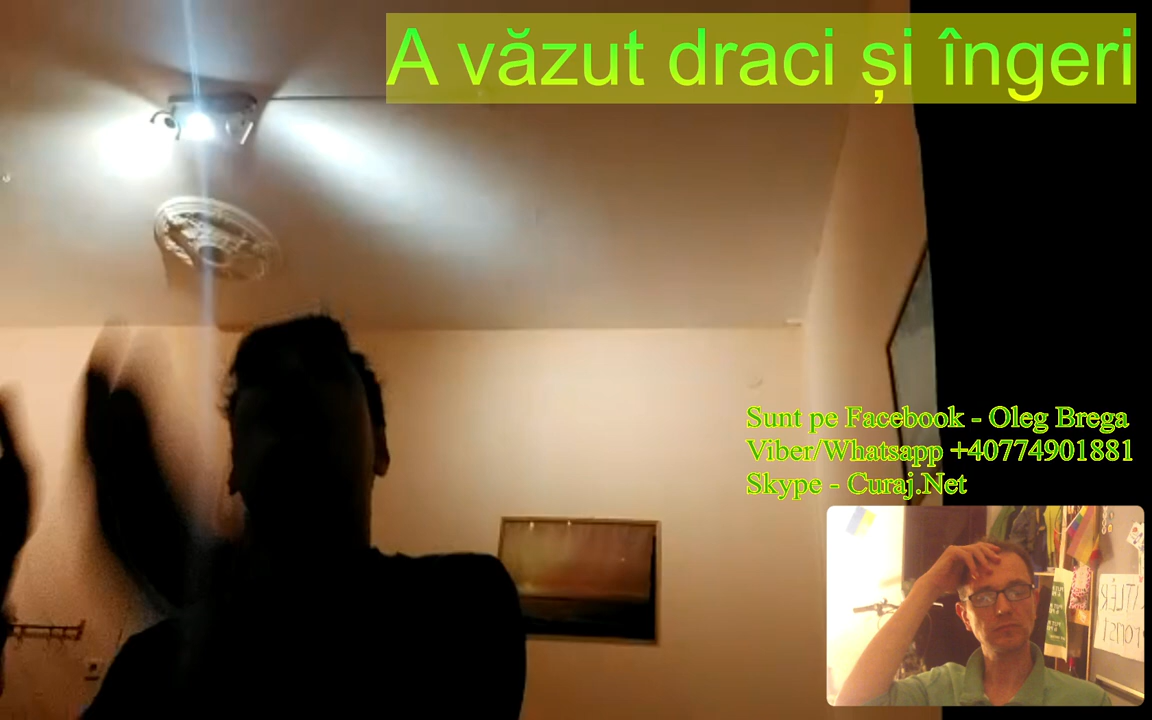 A văzut draci și îngeri
Sunt pe Facebook - Oleg Brega
Viber/Whatsapp +40774901881
Skype - Curaj.Net